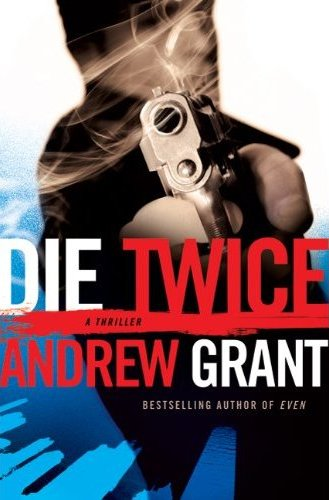 DIE TWICE
A THRILLER
ANDREW GRANT
BESTSELLING AUTHOR OF EVEN